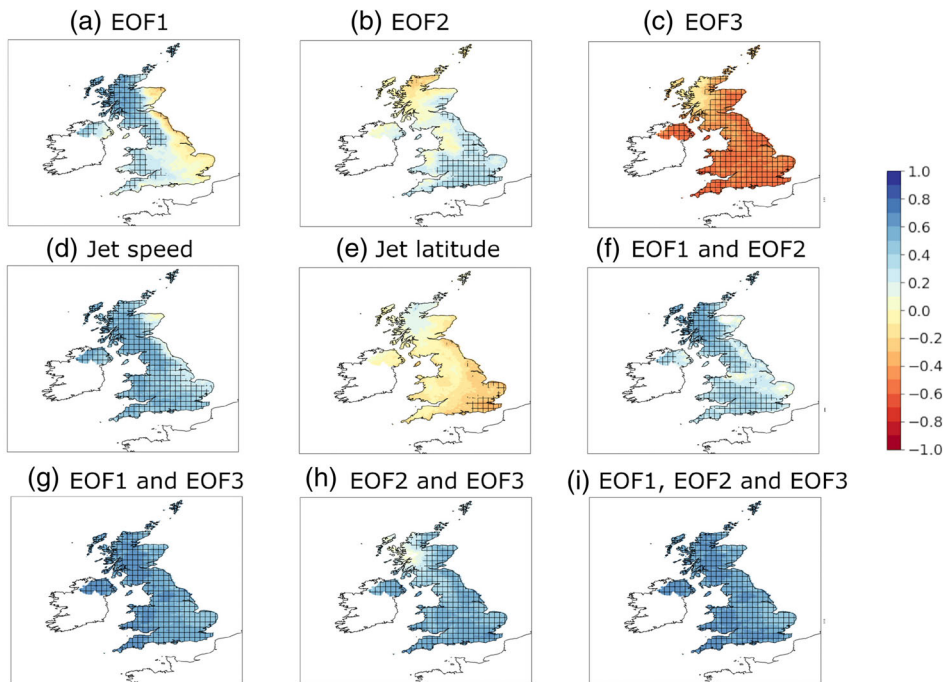 (a) EOF1
(b) EOF2
(c) EOF3
(d) Jet speed
(e) Jet latitude
(f) EOF1 and EOF2
(g) EOF1 and EOF3
(h) EOF2 and EOF3
(i) EOF1, EOF2 and EOF3
1.0
0.8
0.6
0.4
0.2
0.0
−0.2
−0.4
−0.6
−0.8
−1.0